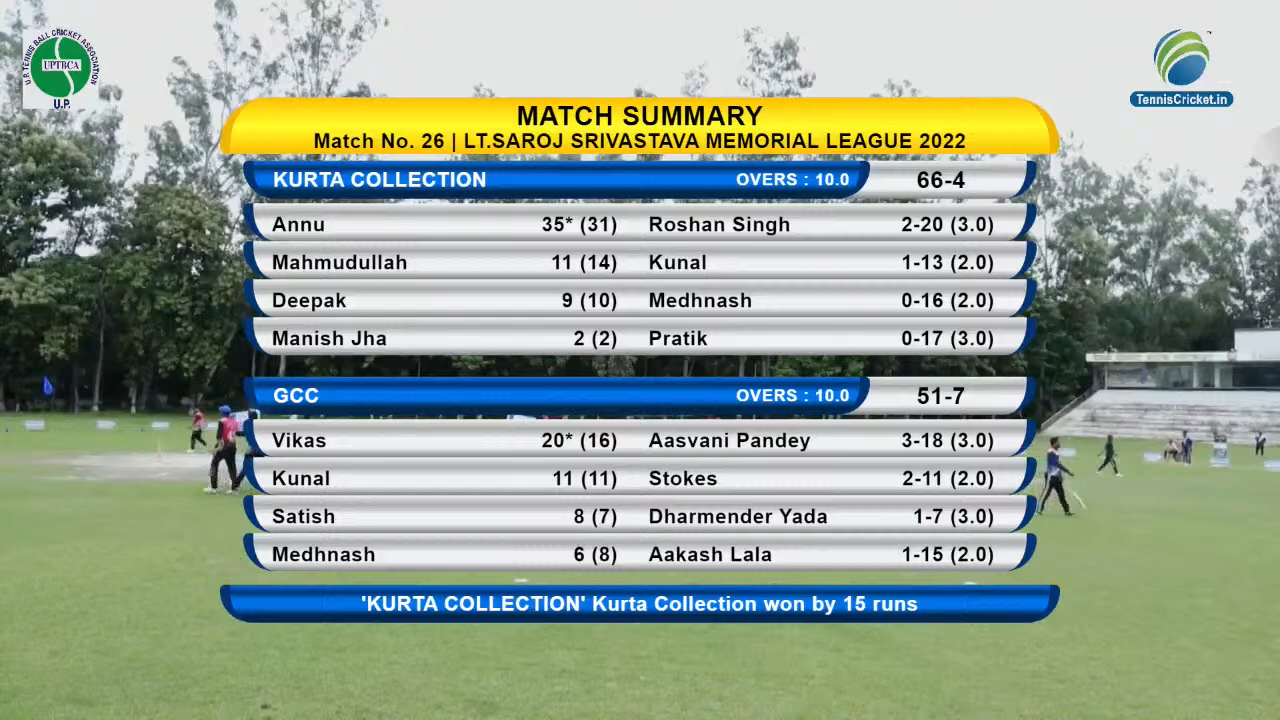 U.P. TENNIS BALL CRICKET ASSOCIATION
UPTBCA
U.P.
TennisCricket.in
MATCH SUMMARY
Match No. 26 | LT.SAROJ SRIVASTAVA MEMORIAL LEAGUE 2022
KURTA COLLECTION OVERS : 10.0 66-4
Annu 35* (31) Roshan Singh 2-20 (3.0)
Mahmudullah 11 (14) Kunal 1-13 (2.0)
Deepak 9 (10) Medhnash 0-16 (2.0)
Manish Jha 2 (2) Pratik 0-17 (3.0)
GCC OVERS : 10.0 51-7
Vikas 20* (16) Aasvani Pandey 3-18 (3.0)
Kunal 11 (11) Stokes 2-11 (2.0)
Satish 8 (7) Dharmender Yada 1-7 (3.0)
Medhnash 6 (8) Aakash Lala 1-15 (2.0)
'KURTA COLLECTION' Kurta Collection won by 15 runs